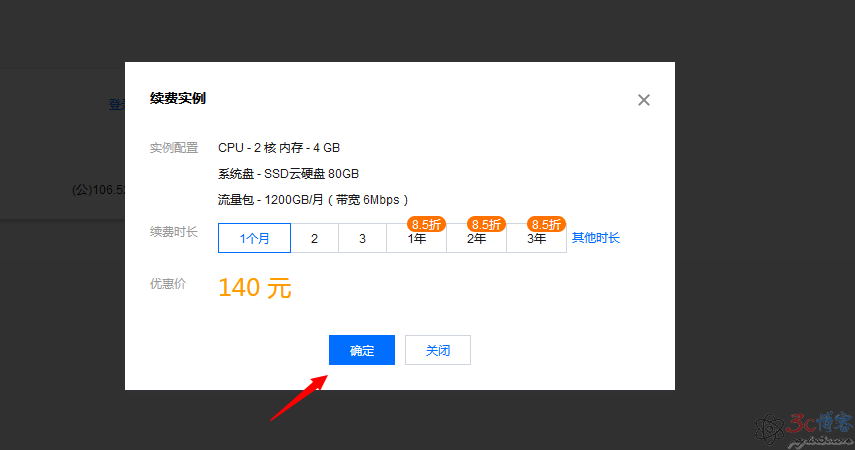 续费实例
登录
实例配置
CPU - 2 核 内存 - 4 GB
系统盘 - SSD云硬盘 80GB
流量包 - 1200GB/月 ( 带宽 6Mbps )
(公)106.52
续费时长
1个月
2
3
8.5折
1年
8.5折
2年
8.5折
3年
其他时长
优惠价
140 元
确定
关闭
3c博客